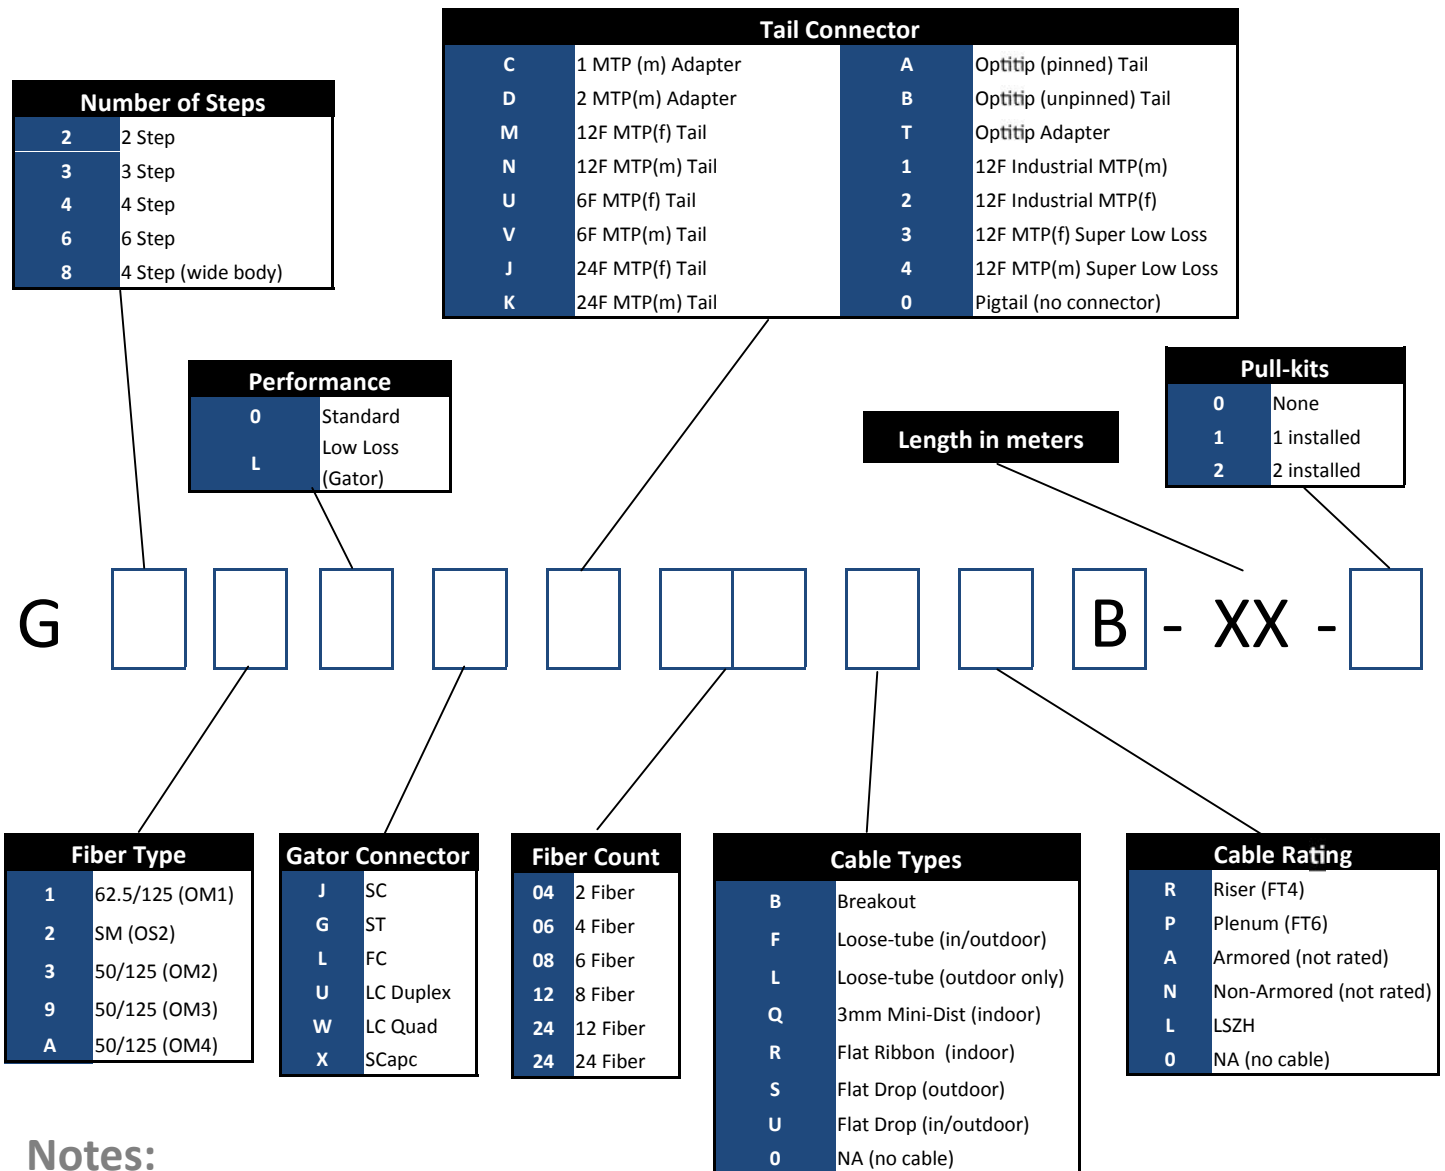 Tail Connector
C 1 MTP (m) Adapter A Optitip (pinned) Tail
D 2 MTP(m) Adapter B Optitip (unpinned) Tail
M 12F MTP(f) Tail T Optitip Adapter
N 12F MTP(m) Tail 1 12F Industrial MTP(m)
U 6F MTP(f) Tail 2 12F Industrial MTP(f)
V 6F MTP(m) Tail 3 12F MTP(f) Super Low Loss
J 24F MTP(f) Tail 4 12F MTP(m) Super Low Loss
K 24F MTP(m) Tail 0 Pigtail (no connector)
Number of Steps
2 2 Step
3 3 Step
4 4 Step
6 6 Step
8 4 Step (wide body)
Performance
0 Standard
L Low Loss
(Gator)
Length in meters
Pull-kits
0 None
1 1 installed
2 2 installed
G B - XX -
Fiber Type
1 62.5/125 (OM1)
2 SM (OS2)
3 50/125 (OM2)
9 50/125 (OM3)
A 50/125 (OM4)
Gator Connector
J SC
G ST
L FC
U LC Duplex
W LC Quad
X SCapc
Fiber Count
04 2 Fiber
06 4 Fiber
08 6 Fiber
12 8 Fiber
24 12 Fiber
24 24 Fiber
Cable Types
B Breakout
F Loose-tube (in/outdoor)
L Loose-tube (outdoor only)
Q 3mm Mini-Dist (indoor)
R Flat Ribbon (indoor)
S Flat Drop (outdoor)
U Flat Drop (in/outdoor)
0 NA (no cable)
Cable Rating
R Riser (FT4)
P Plenum (FT6)
A Armored (not rated)
N Non-Armored (not rated)
L LSZH
0 NA (no cable)
Notes: